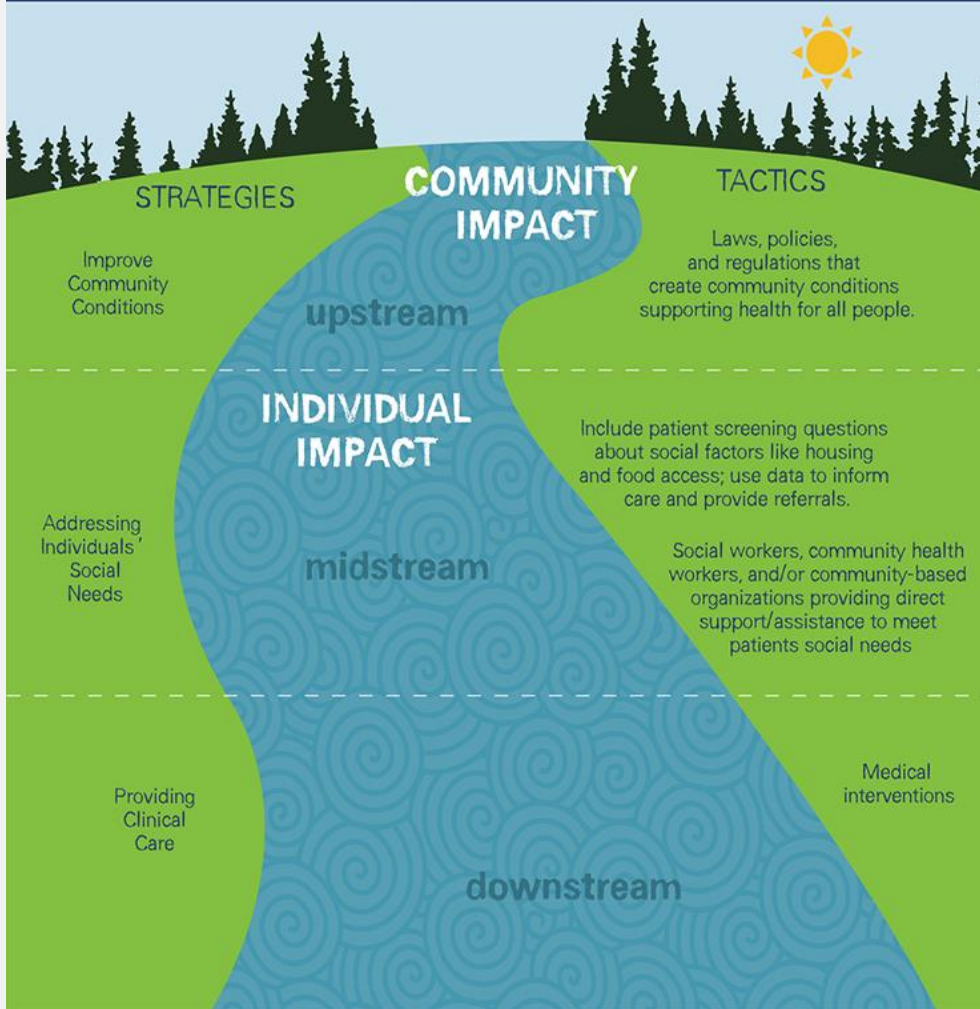 STRATEGIES
COMMUNITY
IMPACT
TACTICS
Improve
Community
Conditions
upstream
Laws, policies,
and regulations that
create community conditions
supporting health for all people.
INDIVIDUAL
IMPACT
Addressing
Individuals'
Social
Needs
midstream
Include patient screening questions
about social factors like housing
and food access; use data to inform
care and provide referrals.
Social workers, community health
workers, and/or community-based
organizations providing direct
support/assistance to meet
patients social needs
Providing
Clinical
Care
downstream
Medical
interventions